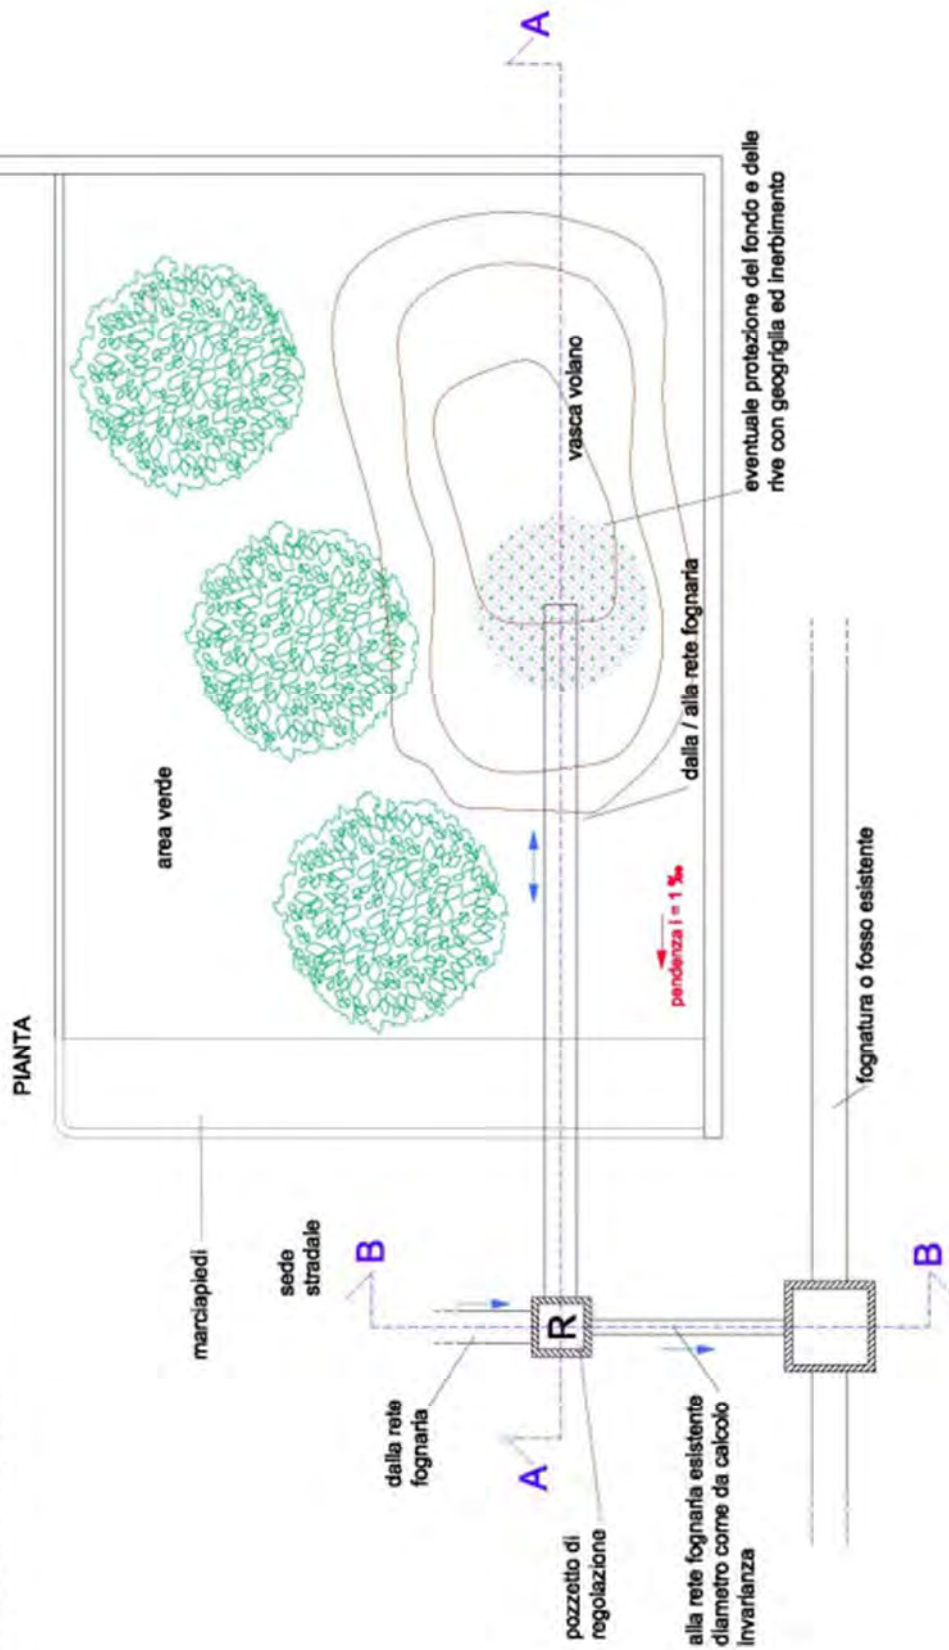 PIANTA
marciapiedi
area verde
sede
stradale
B
dalla rete
fognaria
A
A
R
vasca volano
pozzetto di
regolazione
dalla / alla rete fognaria
pendenza i = 1 ‰
eventuale protezione del fondo e delle
rive con geogriglia ed inerbimento
alla rete fognaria esistente
diametro come da calcolo
invarianza
fognatura o fosso esistente
B